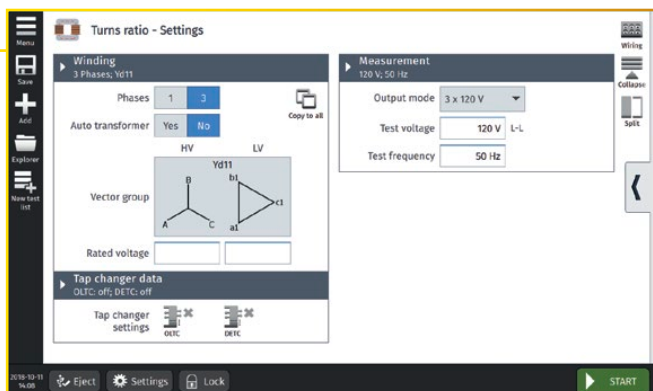 Menu
Save
Add
Explorer
New test
list
Turns ratio - Settings
Winding
3 Phases; Yd11
Phases 1 3
Copy to all
Auto transformer Yes No
HV LV
Yd11
Vector group
B
A C
b1
c1
a1
Rated voltage
Tap changer data
OLTC: off; DETC: off
Tap changer
settings
OLTC DETC
Measurement
120 V; 50 Hz
Output mode 3 x 120 V
Test voltage 120 V L-L
Test frequency 50 Hz
Wiring
Collapse
Split
2018-10-11
14:08
Eject Settings Lock
START